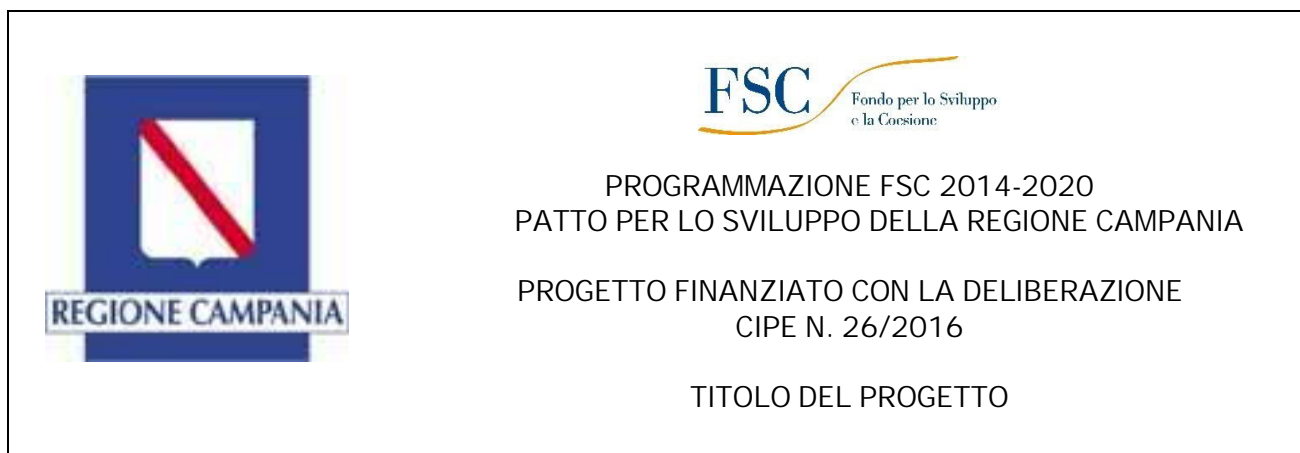 REGIONE CAMPANIA
FSC
Fondo per lo Sviluppo
e la Coesione
PROGRAMMAZIONE FSC 2014-2020
PATTO PER LO SVILUPPO DELLA REGIONE CAMPANIA
PROGETTO FINANZIATO CON LA DELIBERAZIONE
CIPE N. 26/2016
TITOLO DEL PROGETTO